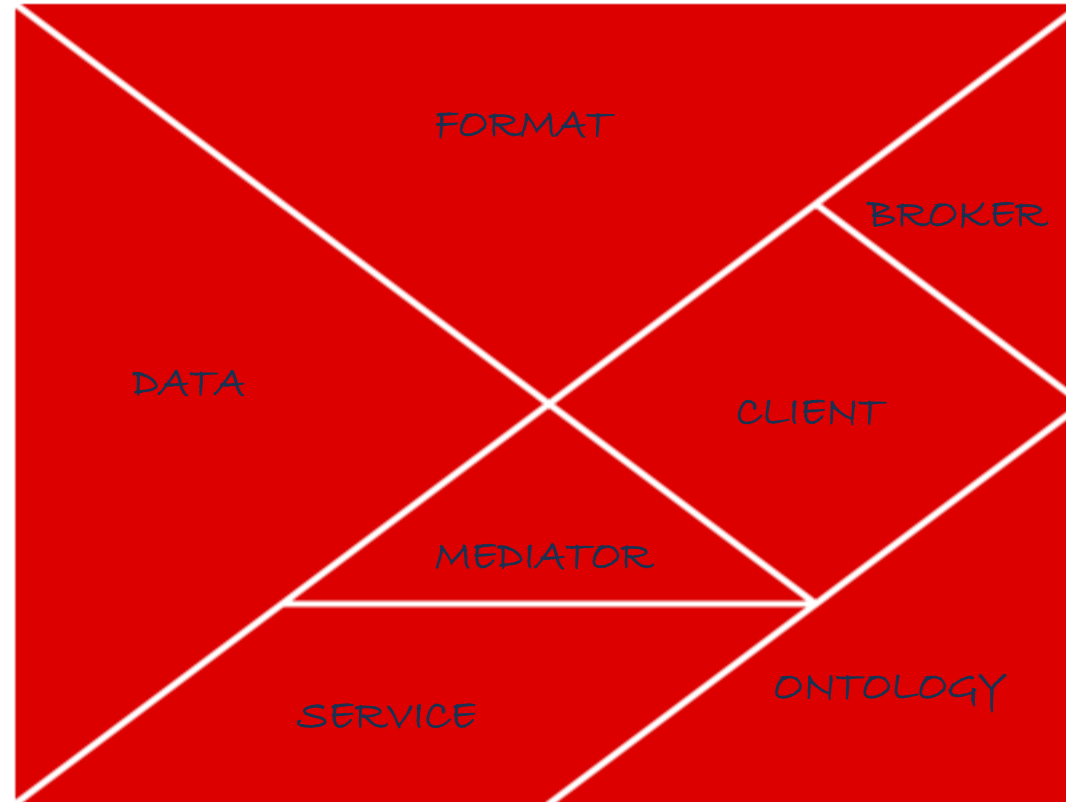 FORMAT
BROKER
DATA
CLIENT
MEDIATOR
ONTOLOGY
SERVICE